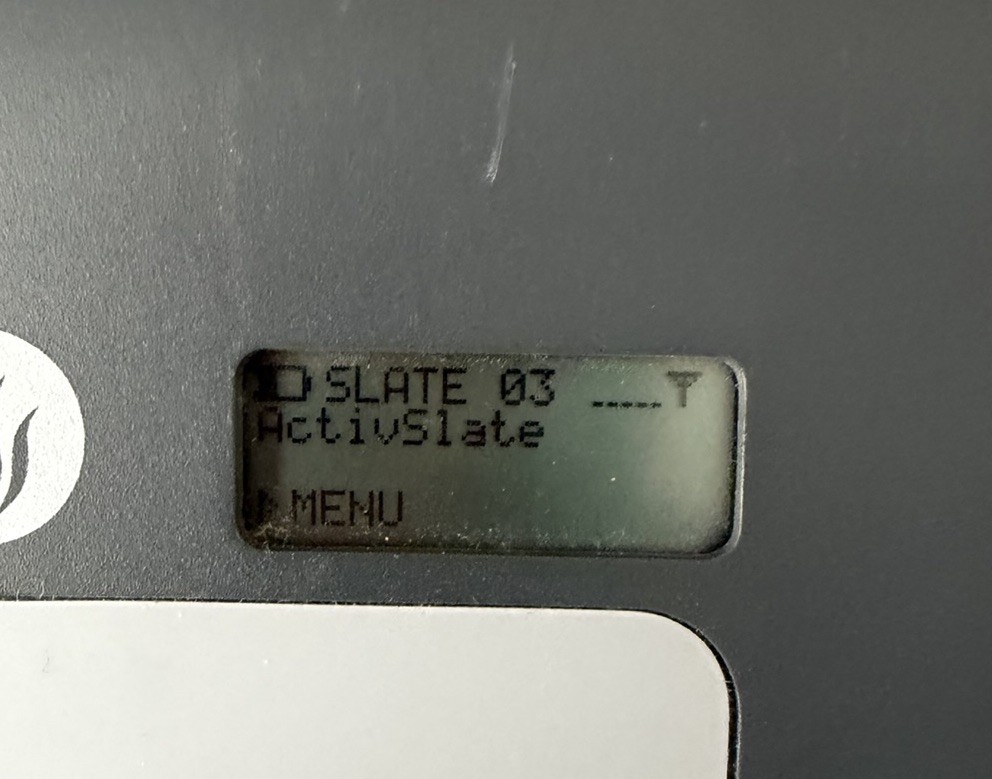 SLATE 03
ActivSlate
MENU